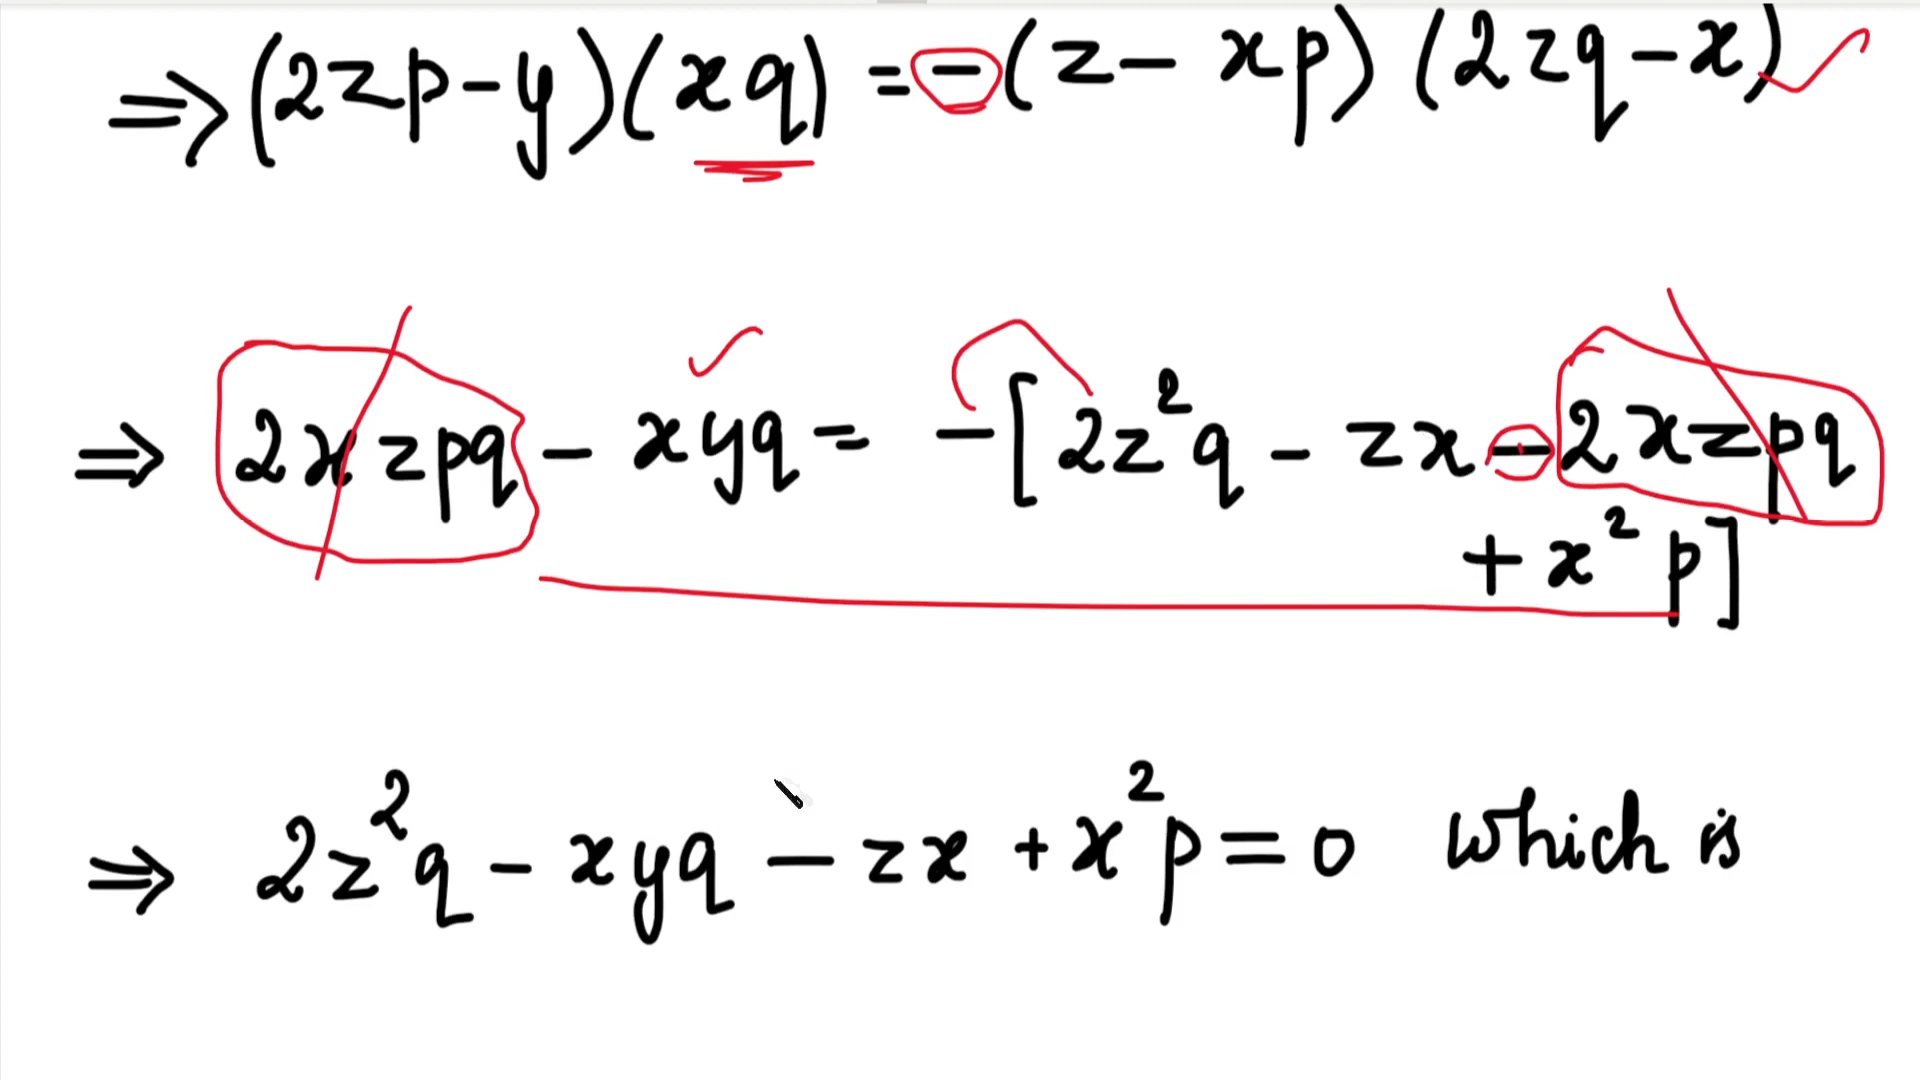 ⇒ (2zp-y)(xq) = -(z- xp) (2zq-x)
⇒ 2xzpq - xyq = -[2z²q - zx - 2xzpq
+ x²p]
⇒ 2z²q - xyq - zx + x²p = 0 which is